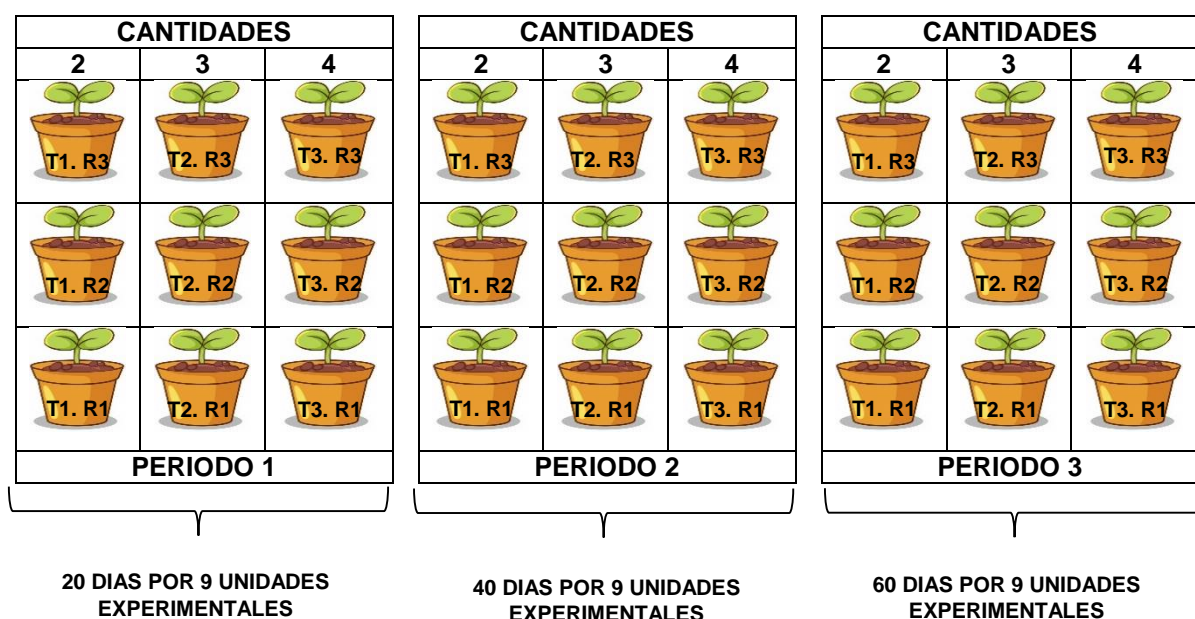 CANTIDADES
2 3 4
T1. R3 T2. R3 T3. R3
T1. R2 T2. R2 T3. R2
T1. R1 T2. R1 T3. R1
PERIODO 1
20 DIAS POR 9 UNIDADES
EXPERIMENTALES
CANTIDADES
2 3 4
T1. R3 T2. R3 T3. R3
T1. R2 T2. R2 T3. R2
T1. R1 T2. R1 T3. R1
PERIODO 2
40 DIAS POR 9 UNIDADES
EXPERIMENTALES
CANTIDADES
2 3 4
T1. R3 T2. R3 T3. R3
T1. R2 T2. R2 T3. R2
T1. R1 T2. R1 T3. R1
PERIODO 3
60 DIAS POR 9 UNIDADES
EXPERIMENTALES